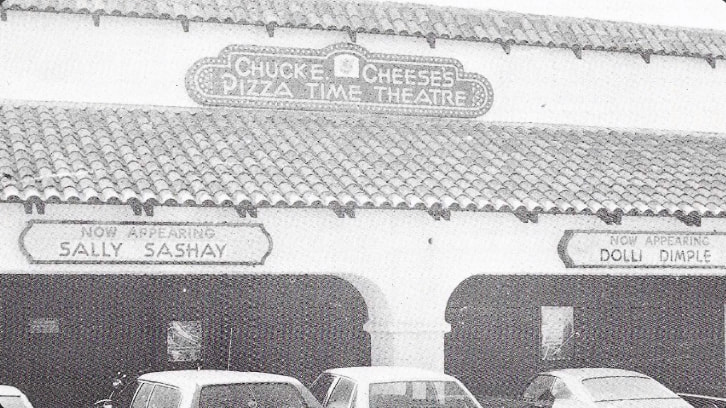 CHUCK E CHEESE'S
PIZZA TIME THEATRE
NOW APPEARING
SALLY SASHAY
NOW APPEARING
DOLLI DIMPLE